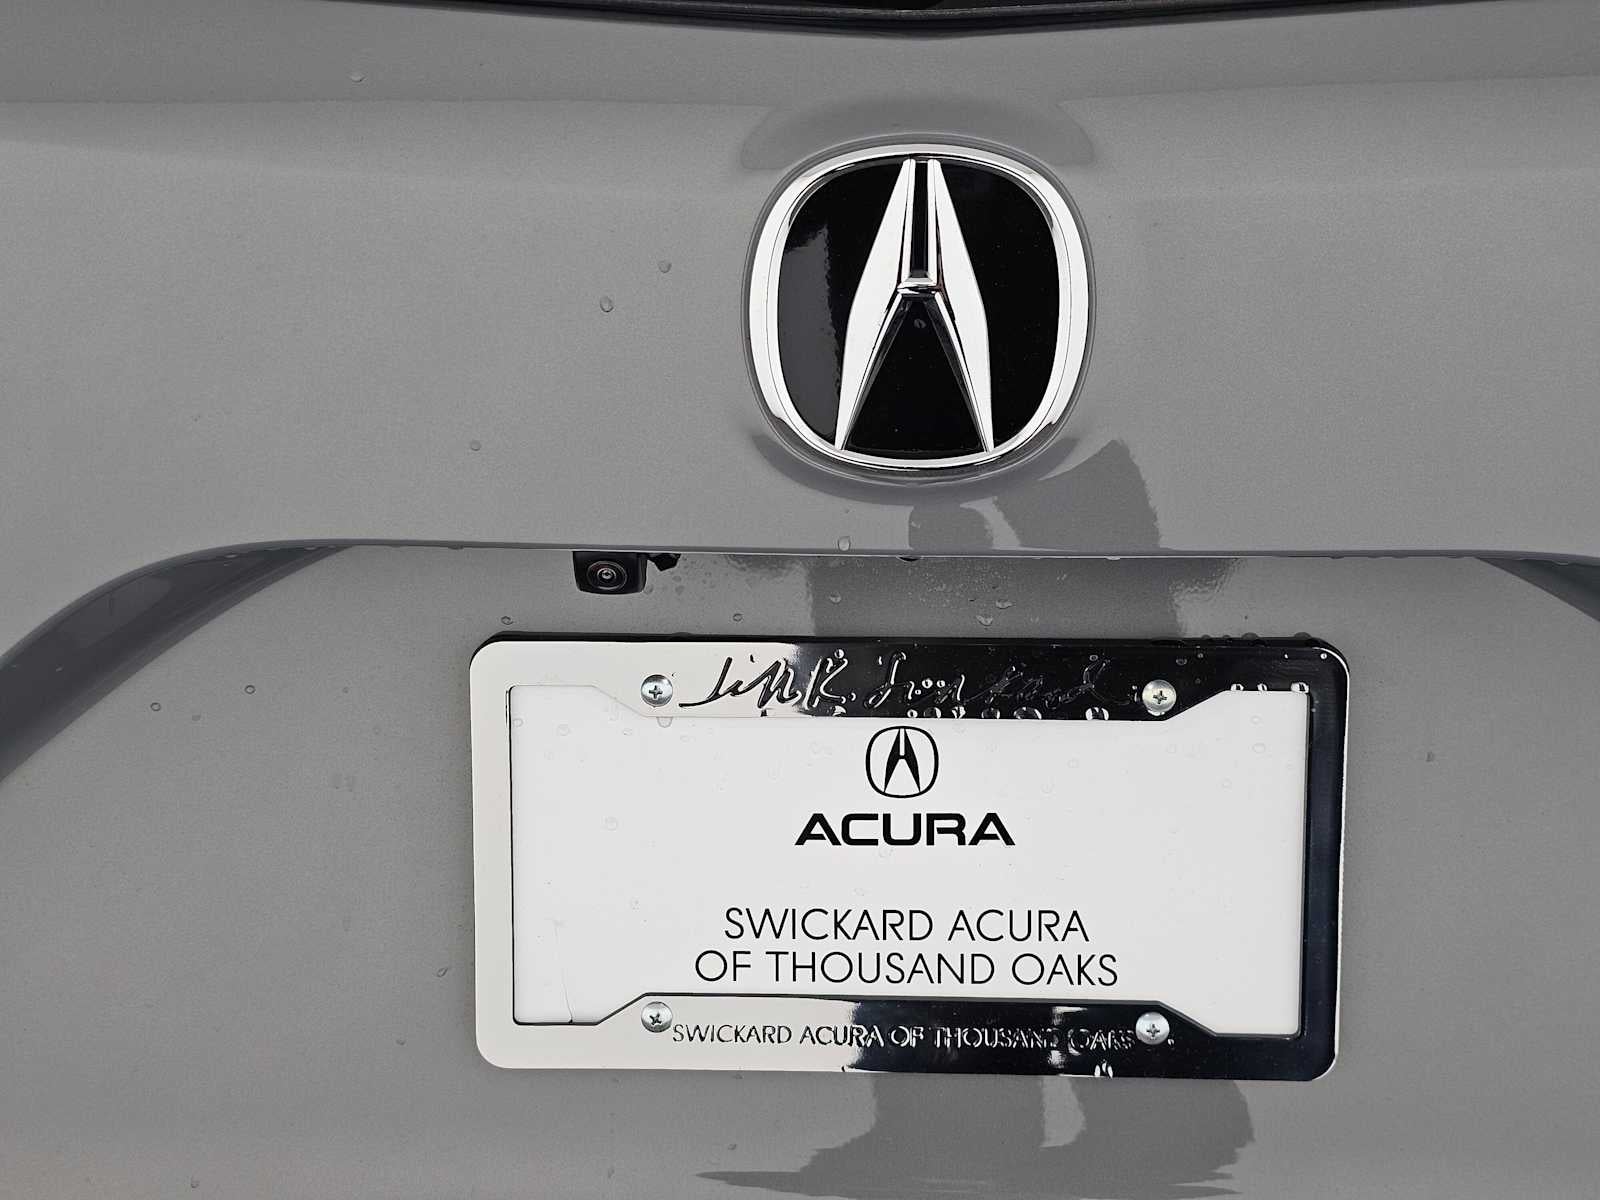 ACURA
SWICKARD ACURA
OF THOUSAND OAKS
SWICKARD ACURA OF THOUSAND OAKS